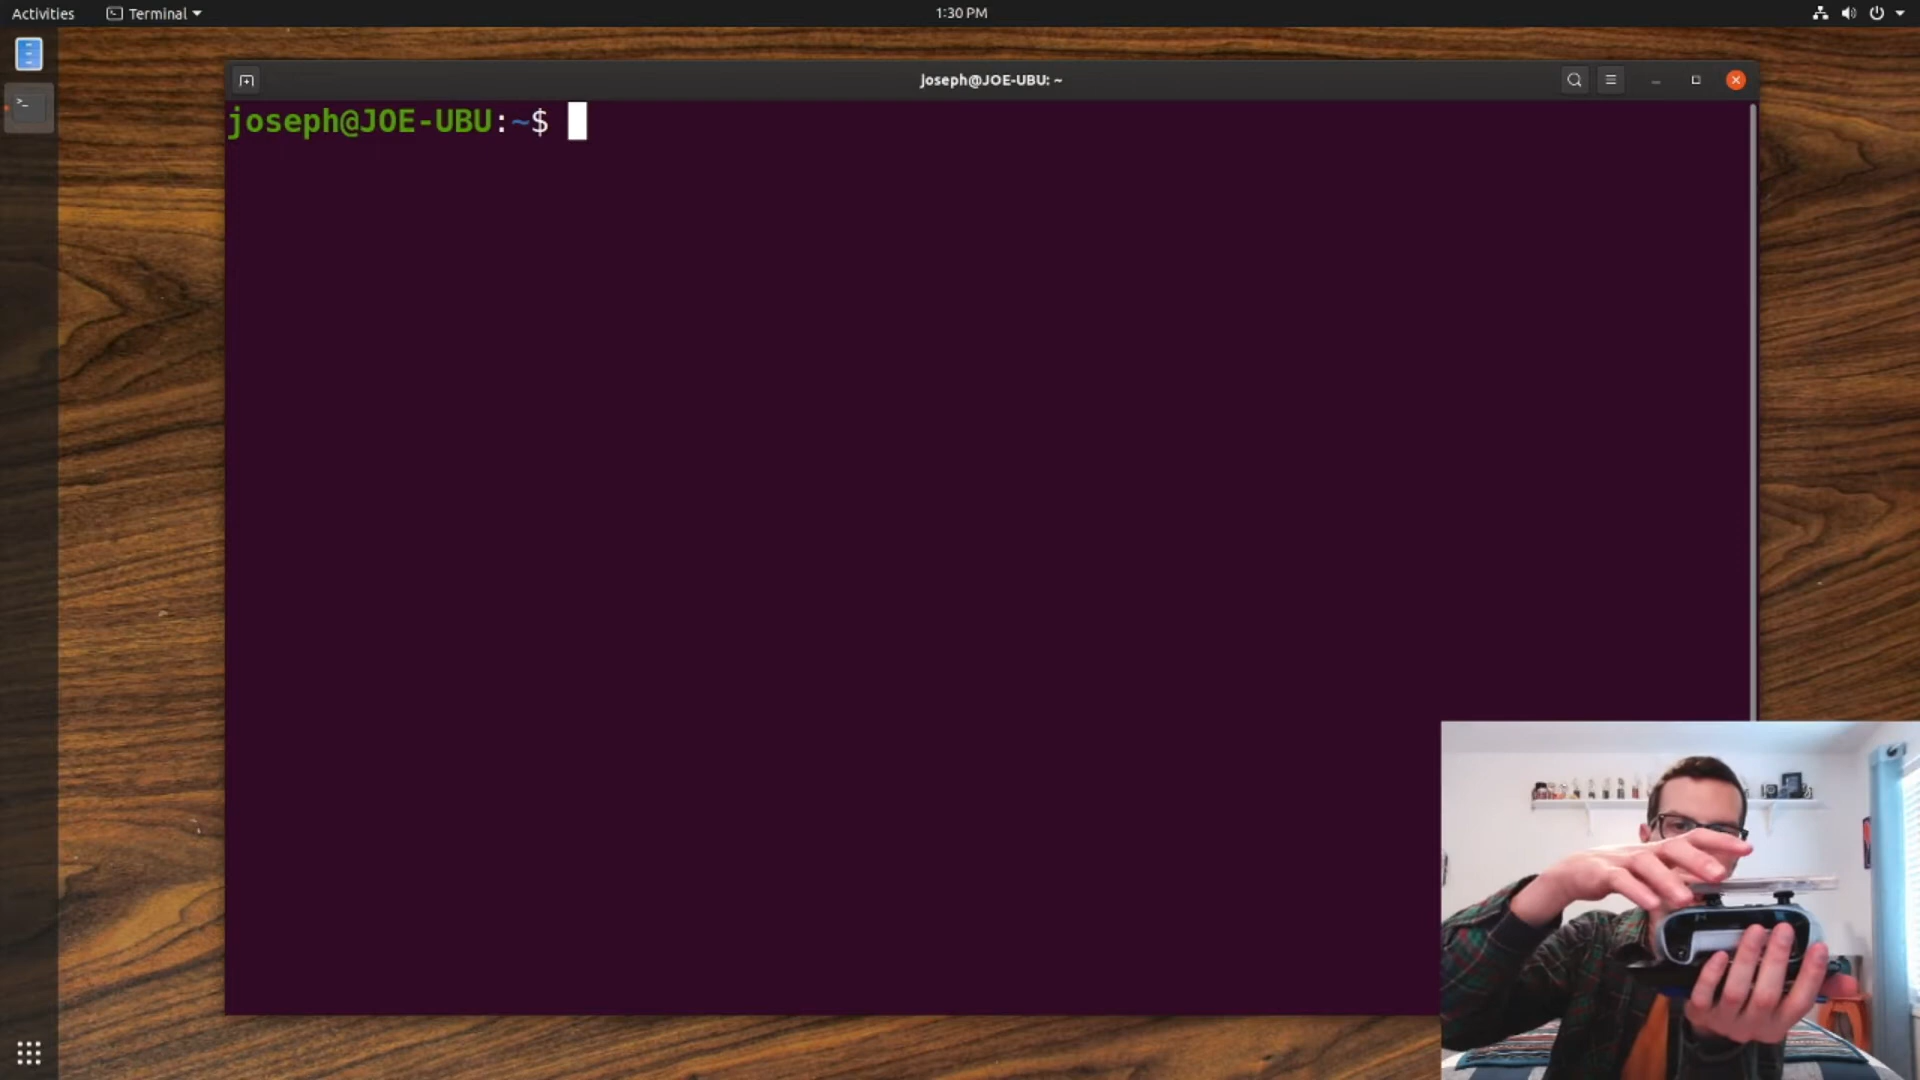 Activities
Terminal
1:30 PM
joseph@JOE-UBU: ~
joseph@JOE-UBU:~$